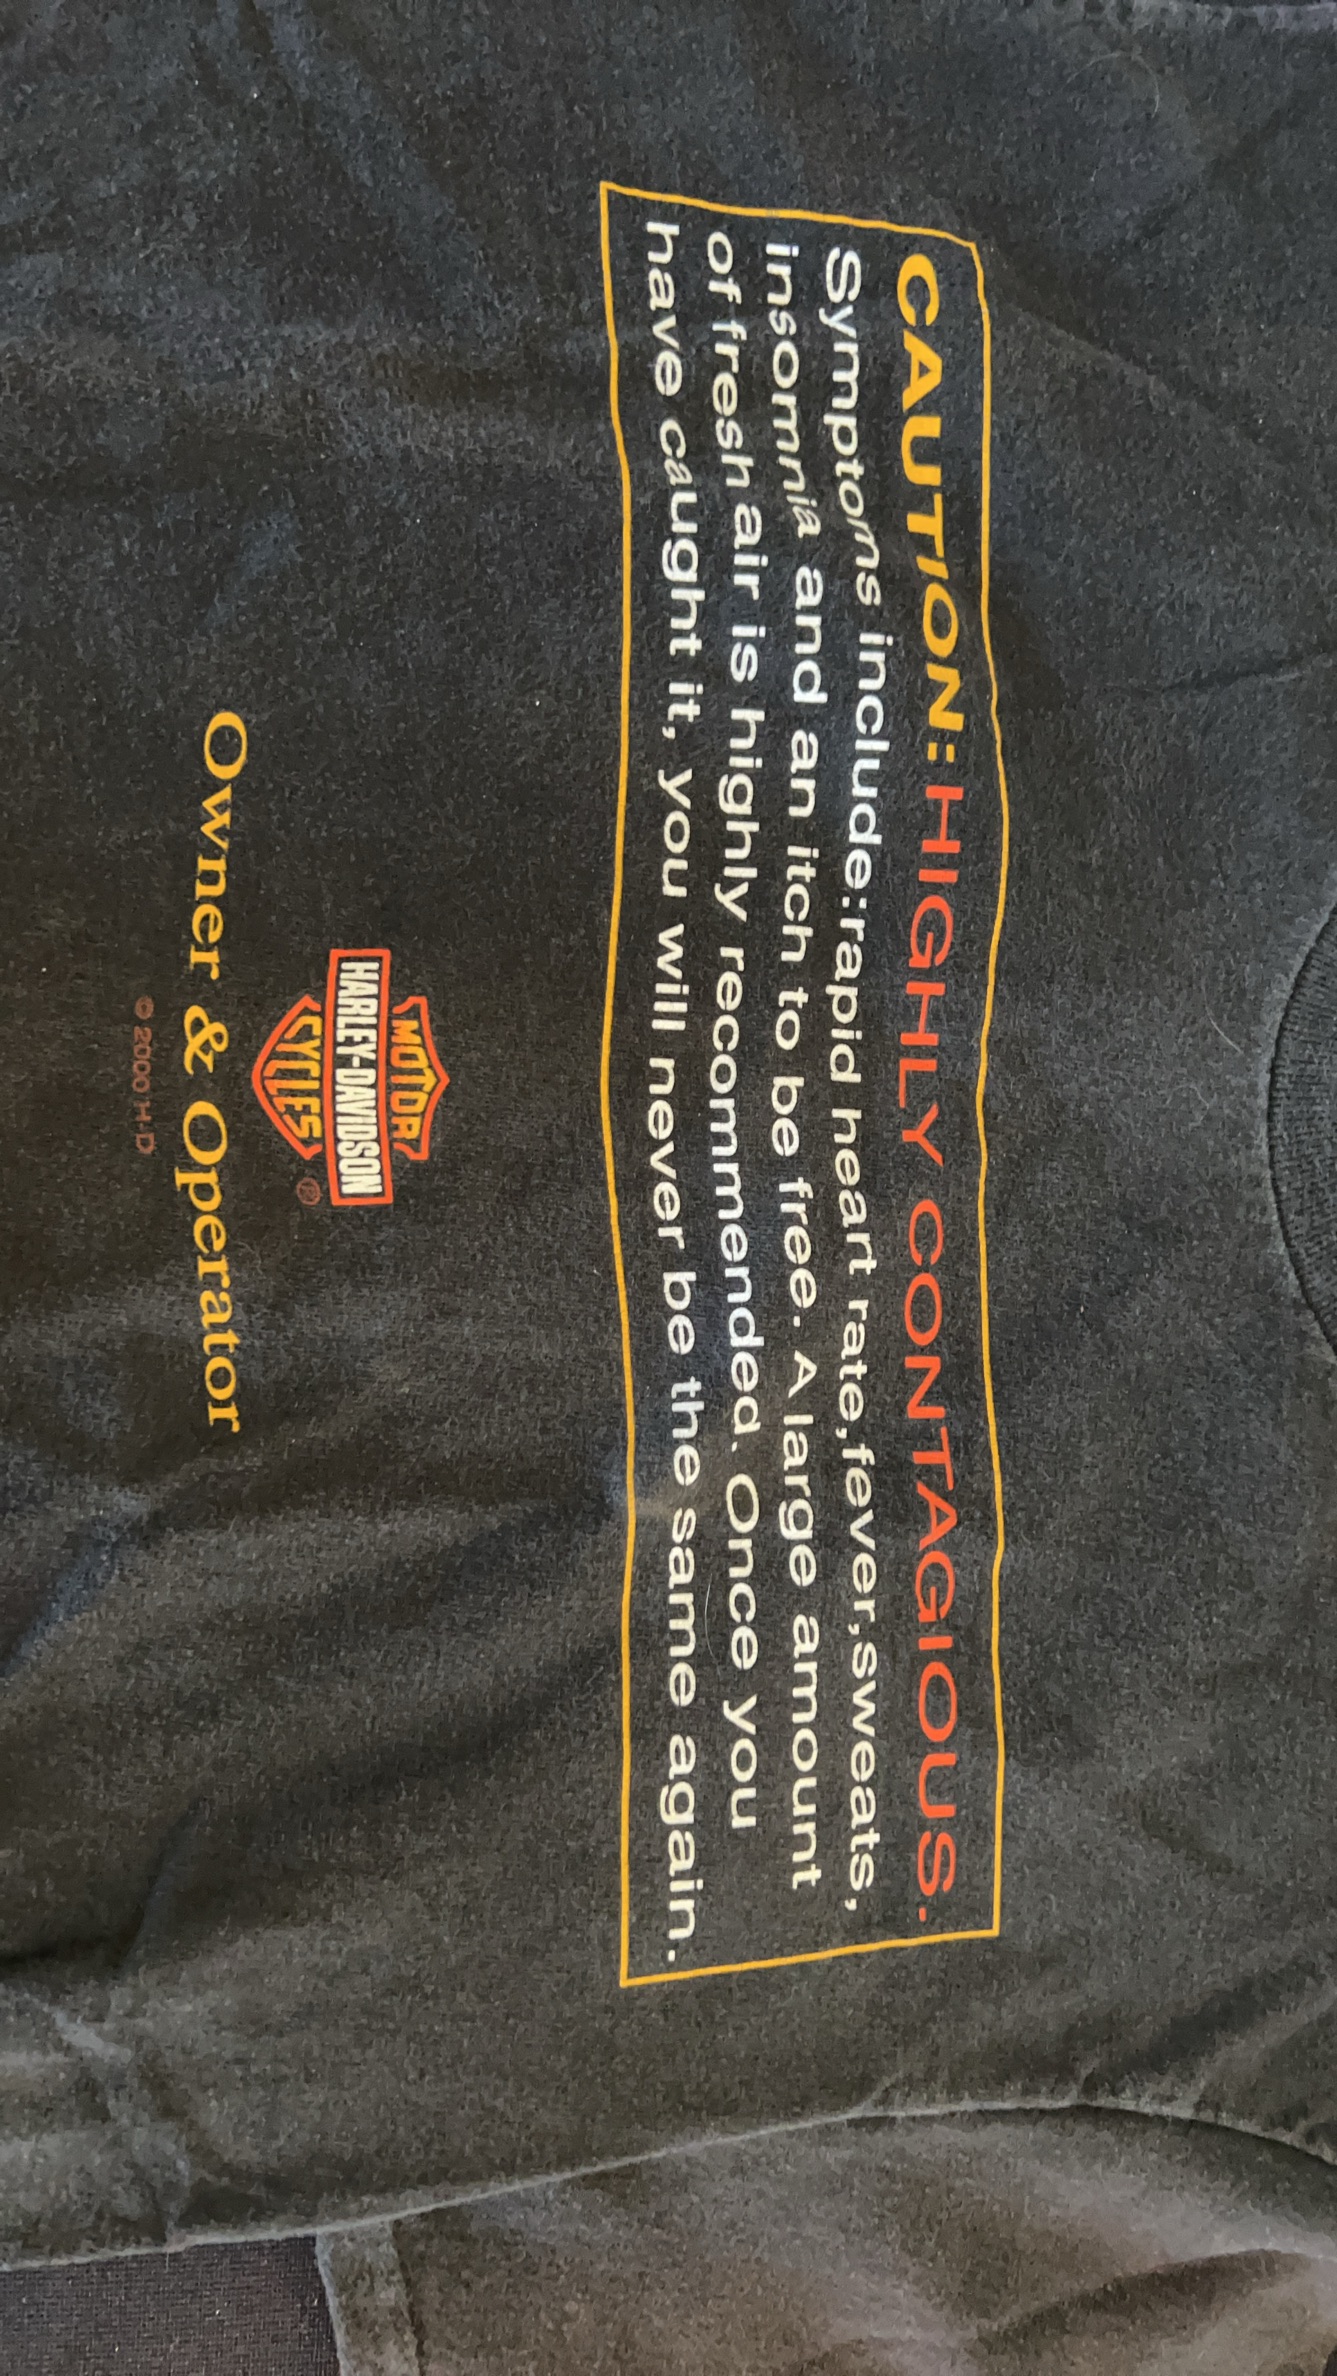 CAUTION: HIGHLY CONTAGIOUS.
Symptoms include:rapid heart rate,fever,sweats,
insomnia and an itch to be free. A large amount
of fresh air is highly recommended. Once you
have caught it, you will never be the same again.
MOTOR
HARLEY-DAVIDSON
CYCLES ®
Owner & Operator
© 2000 H-D